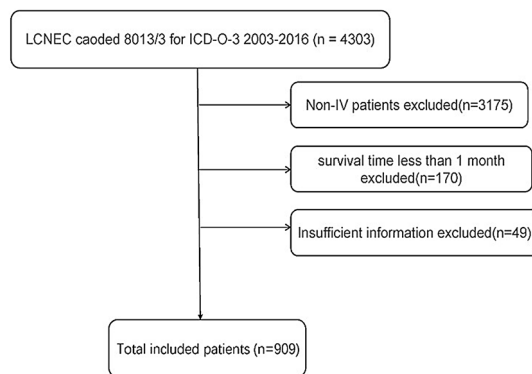 LCNEC caoded 8013/3 for ICD-O-3 2003-2016 (n = 4303)
Non-IV patients excluded(n=3175)
survival time less than 1 month
excluded(n=170)
Insufficient information excluded(n=49)
Total included patients (n=909)